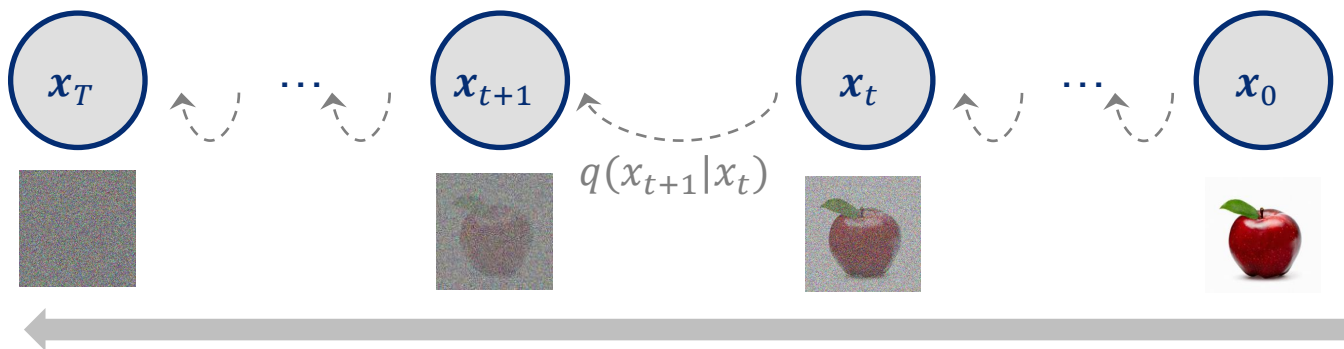 x_T ... x_{t+1} x_t ... x_0
q(x_{t+1}|x_t)